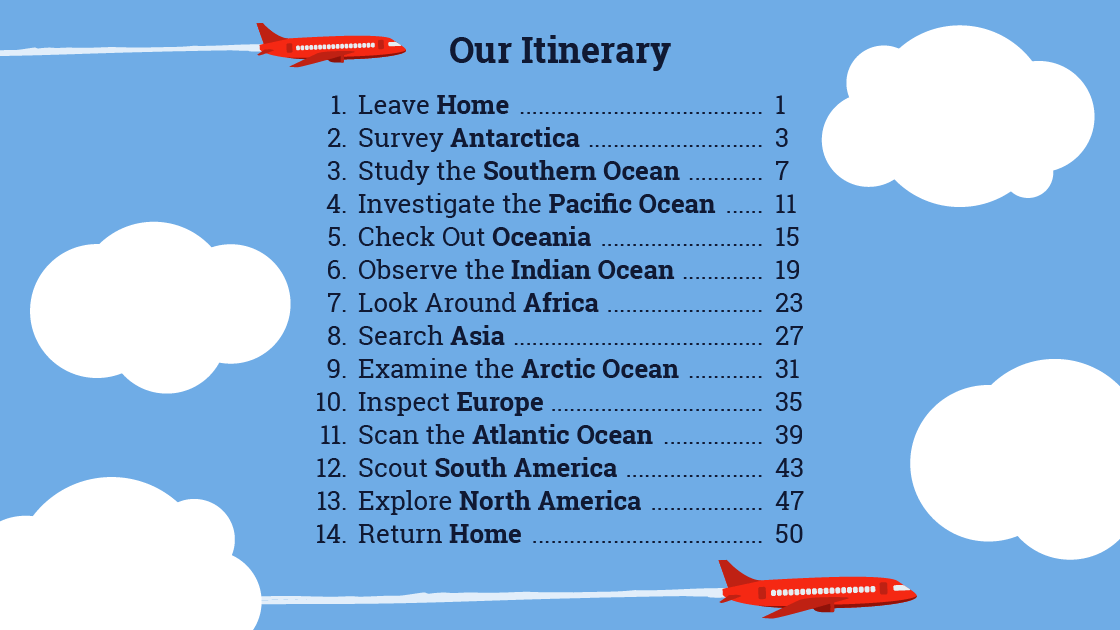 Our Itinerary
1. Leave Home ................................. 1
2. Survey Antarctica ........................ 3
3. Study the Southern Ocean .......... 7
4. Investigate the Pacific Ocean ..... 11
5. Check Out Oceania ...................... 15
6. Observe the Indian Ocean ........... 19
7. Look Around Africa ..................... 23
8. Search Asia .................................. 27
9. Examine the Arctic Ocean .......... 31
10. Inspect Europe ............................. 35
11. Scan the Atlantic Ocean ............. 39
12. Scout South America .................. 43
13. Explore North America ............... 47
14. Return Home ............................... 50